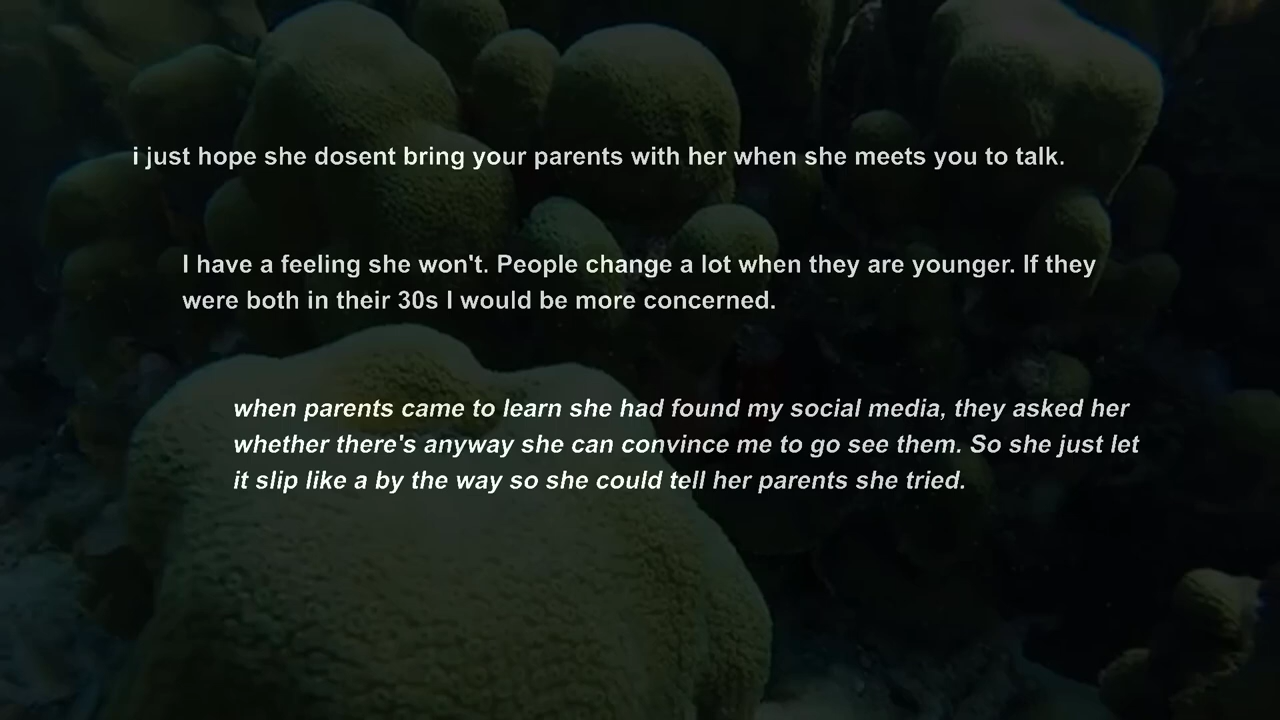 i just hope she dosent bring your parents with her when she meets you to talk.
I have a feeling she won't. People change a lot when they are younger. If they
were both in their 30s I would be more concerned.
when parents came to learn she had found my social media, they asked her
whether there's anyway she can convince me to go see them. So she just let
it slip like a by the way so she could tell her parents she tried.